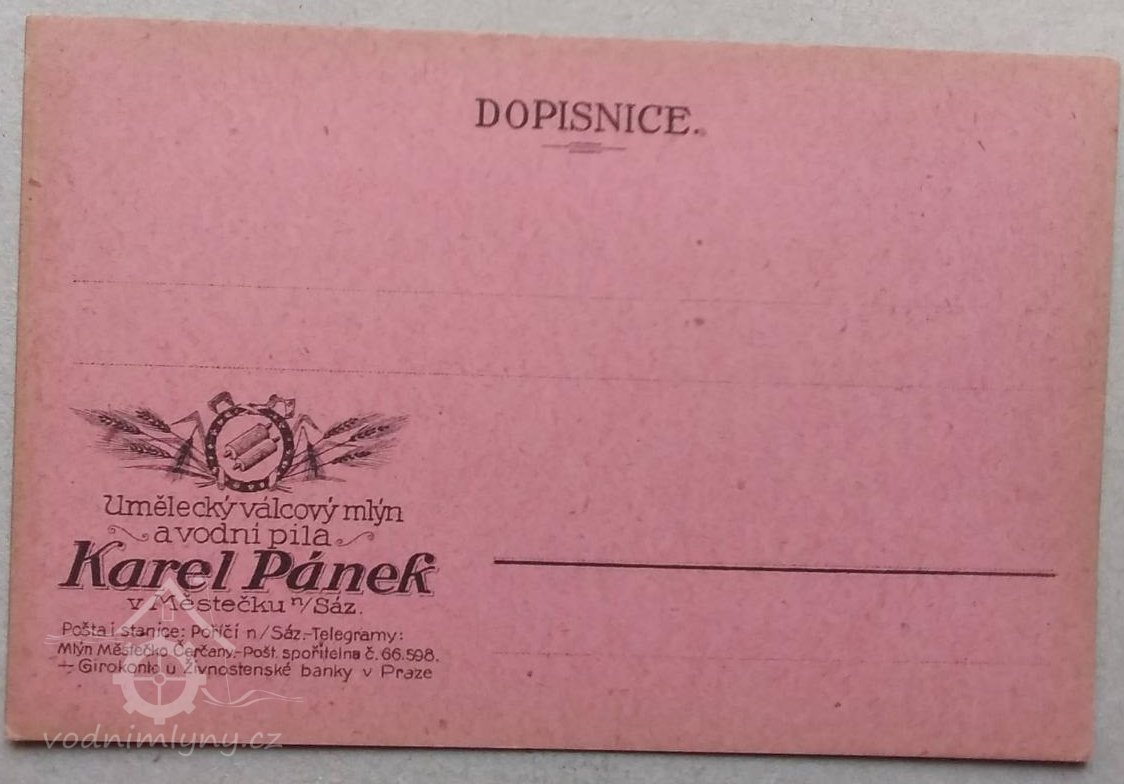 DOPISNICE.
Umělecký válcový mlýn
a vodní pila
Karel Pánek
v Městečku n/Sáz.
Pošta i stanice: Poříčí n/Sáz.-Telegramy:
Mlýn Městečko Čerčany.-Pošt. spořitelna č. 66.598.
— Girokonto u Živnostenské banky v Praze
vodnimlyny.cz